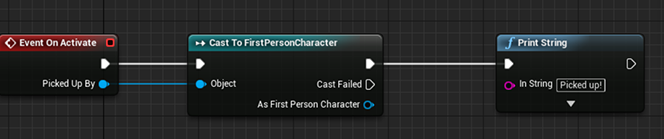 Event On Activate
Picked Up By
Cast To FirstPersonCharacter
Object
Cast Failed
As First Person Character
Print String
In String Picked up!